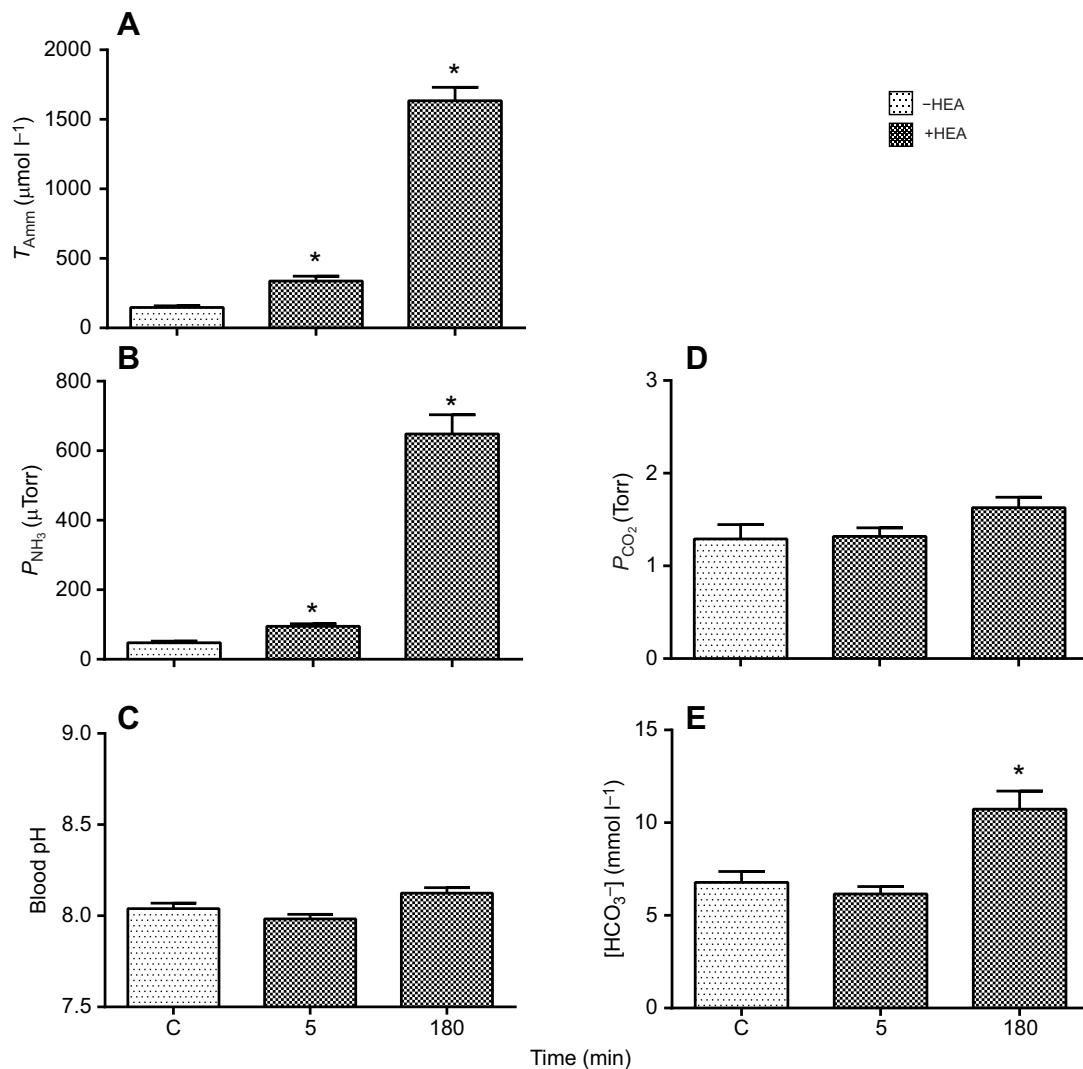 A
2000
1500
1000
500
0
T Amm (μmol l−1)
*
*
−HEA
+HEA
B
800
600
400
200
0
PNH3 (μTorr)
*
*
D
3
2
1
0
PCO2 (Torr)
C
9.0
8.5
8.0
7.5
Blood pH
C
5
180
E
15
10
5
0
[HCO3−] (mmol l−1)
*
C
5
180
Time (min)